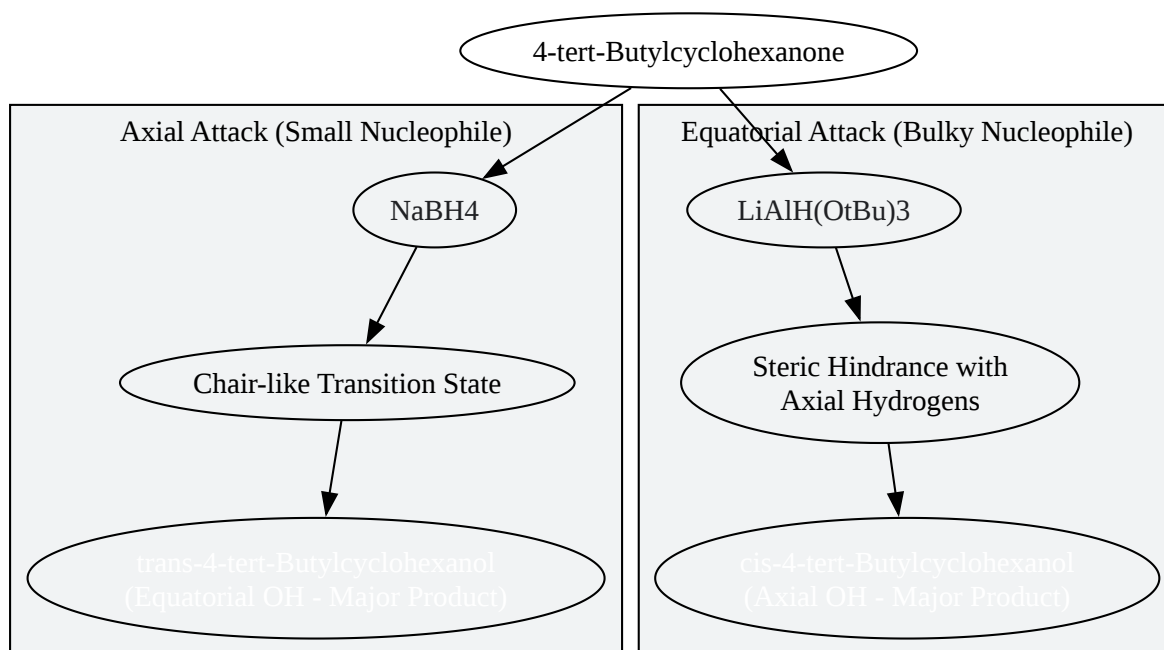 4-tert-Butylcyclohexanone
Axial Attack (Small Nucleophile)
NaBH4
Chair-like Transition State
trans-4-tert-Butylcyclohexanol
(Equatorial OH - Major Product)
Equatorial Attack (Bulky Nucleophile)
LiAlH(OtBu)3
Steric Hindrance with
Axial Hydrogens
cis-4-tert-Butylcyclohexanol
(Axial OH - Major Product)